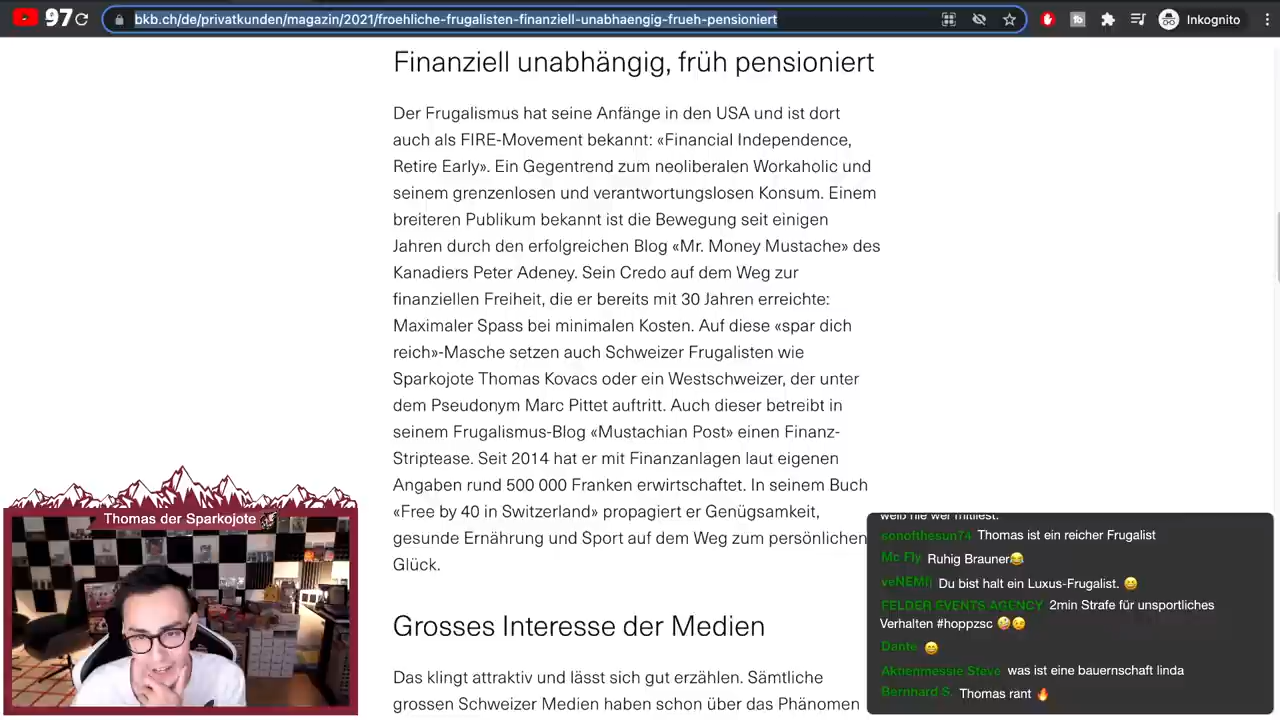 97
bkb.ch/de/privatkunden/magazin/2021/froehliche-frugalisten-finanziell-unabhaengig-frueh-pensioniert
Inkognito
Finanziell unabhängig, früh pensioniert
Der Frugalismus hat seine Anfänge in den USA und ist dort
auch als FIRE-Movement bekannt: «Financial Independence,
Retire Early». Ein Gegentrend zum neoliberalen Workaholic und
seinem grenzenlosen und verantwortungslosen Konsum. Einem
breiteren Publikum bekannt ist die Bewegung seit einigen
Jahren durch den erfolgreichen Blog «Mr. Money Mustache» des
Kanadiers Peter Adeney. Sein Credo auf dem Weg zur
finanziellen Freiheit, die er bereits mit 30 Jahren erreichte:
Maximaler Spass bei minimalen Kosten. Auf diese «spar dich
reich»-Masche setzen auch Schweizer Frugalisten wie
Sparkojote Thomas Kovacs oder ein Westschweizer, der unter
dem Pseudonym Marc Pittet auftritt. Auch dieser betreibt in
seinem Frugalismus-Blog «Mustachian Post» einen Finanz-
Striptease. Seit 2014 hat er mit Finanzanlagen laut eigenen
Angaben rund 500 000 Franken erwirtschaftet. In seinem Buch
«Free by 40 in Switzerland» propagiert er Genügsamkeit,
gesunde Ernährung und Sport auf dem Weg zum persönlichen
Glück.
Grosses Interesse der Medien
Das klingt attraktiv und lässt sich gut erzählen. Sämtliche
grossen Schweizer Medien haben schon über das Phänomen
Thomas der Sparkojote
weiß nie wer mitliest.
sonofthesun74 Thomas ist ein reicher Frugalist
Mc Fly Ruhig Brauner😂
veNEMI Du bist halt ein Luxus-Frugalist. 😄
FELDER EVENTS AGENCY 2min Strafe für unsportliches
Verhalten #hoppzsc 🤣😉
Dante 😄
Aktienmessie Steve was ist eine bauernschaft linda
Bernhard S. Thomas rant 🔥